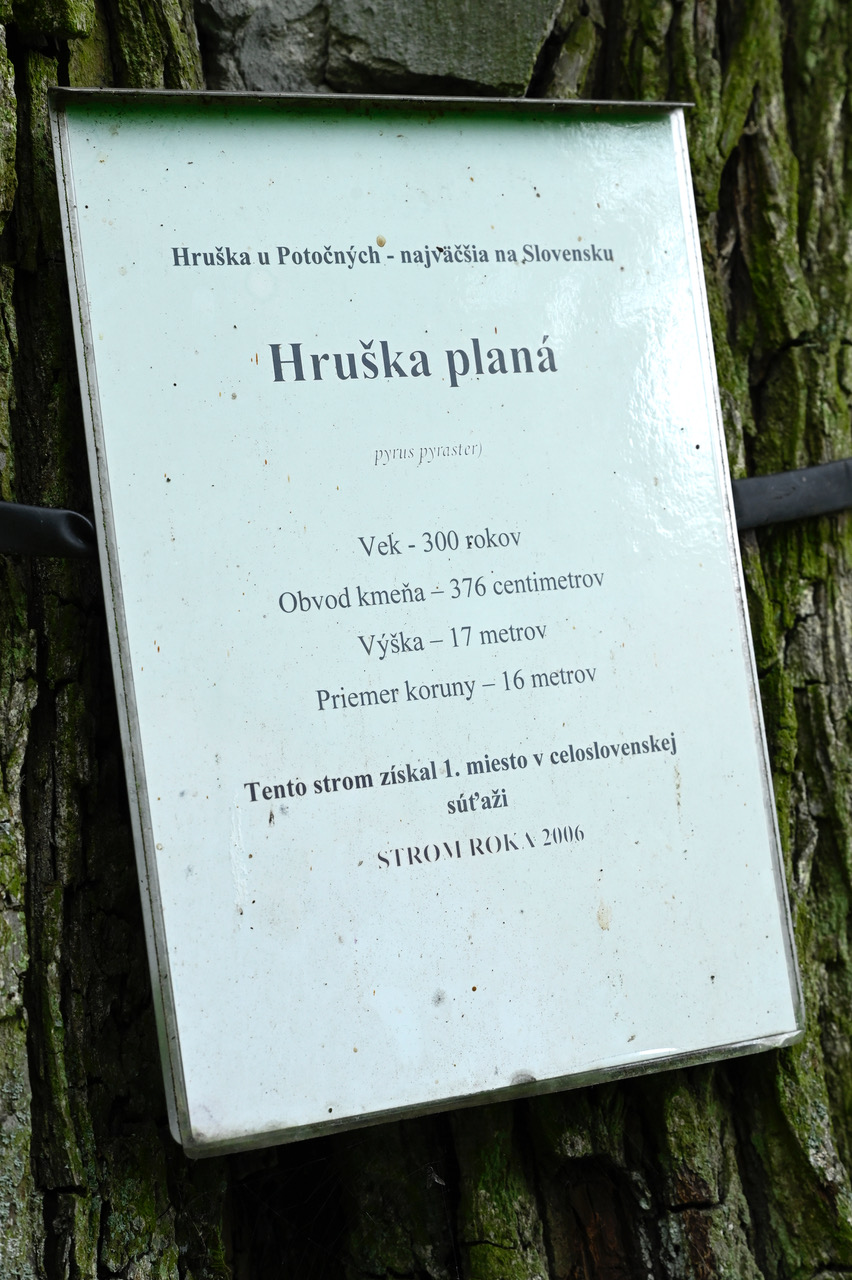 Hruška u Potočných - najväčšia na Slovensku
Hruška planá
pyrus pyraster)
Vek - 300 rokov
Obvod kmeňa – 376 centimetrov
Výška – 17 metrov
Priemer koruny – 16 metrov
Tento strom získal 1. miesto v celoslovenskej
súťaži
STROM ROKA 2006